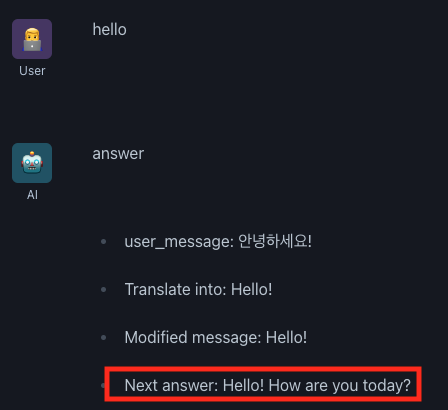 hello
User
answer
AI
user_message: 안녕하세요!
Translate into: Hello!
Modified message: Hello!
Next answer: Hello! How are you today?